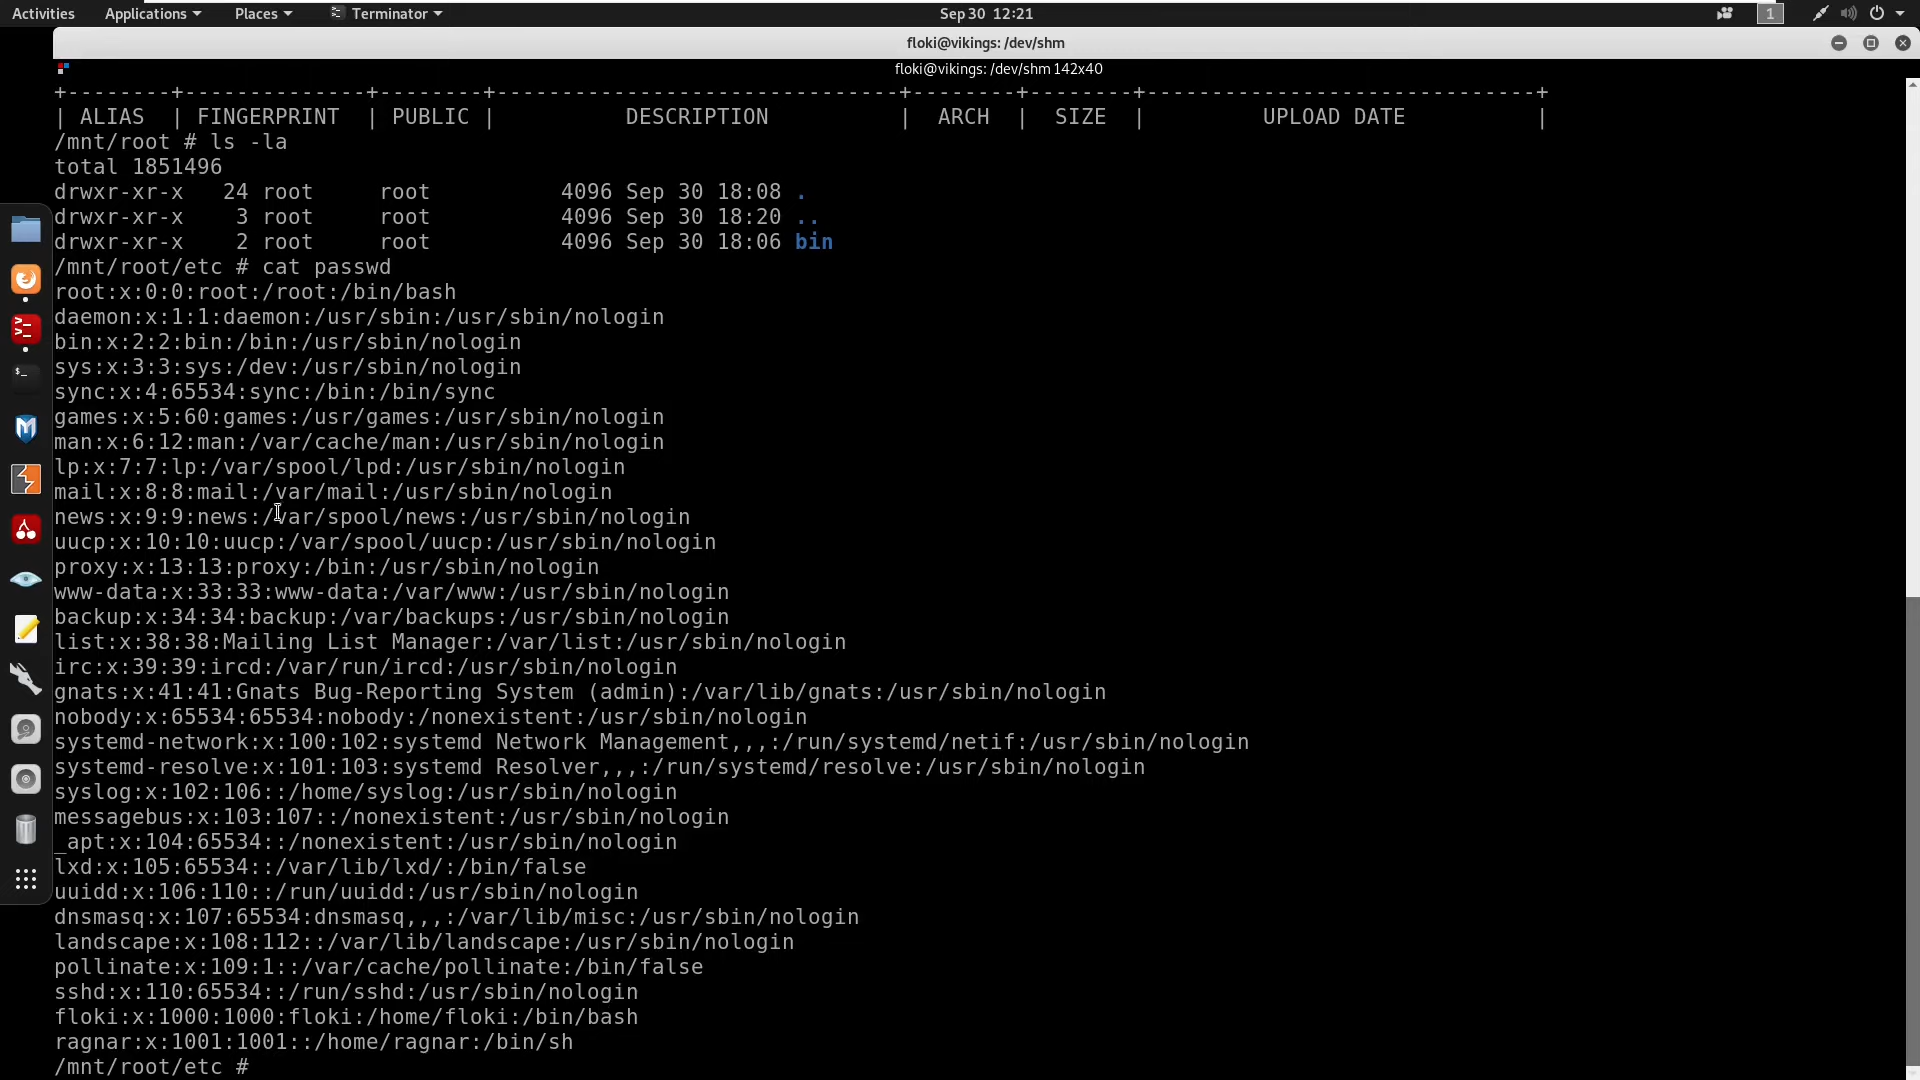 Activities Applications Places Terminator Sep 30 12:21 1
floki@vikings: /dev/shm
floki@vikings: /dev/shm 142x40
+--------+-------------+--------+-------------------------------+--------+--------+------------------------------+
| ALIAS | FINGERPRINT | PUBLIC | DESCRIPTION | ARCH | SIZE | UPLOAD DATE |
/mnt/root # ls -la
total 1851496
drwxr-xr-x 24 root root 4096 Sep 30 18:08 .
drwxr-xr-x 3 root root 4096 Sep 30 18:20 ..
drwxr-xr-x 2 root root 4096 Sep 30 18:06 bin
/mnt/root/etc # cat passwd
root:x:0:0:root:/root:/bin/bash
daemon:x:1:1:daemon:/usr/sbin:/usr/sbin/nologin
bin:x:2:2:bin:/bin:/usr/sbin/nologin
sys:x:3:3:sys:/dev:/usr/sbin/nologin
sync:x:4:65534:sync:/bin:/bin/sync
games:x:5:60:games:/usr/games:/usr/sbin/nologin
man:x:6:12:man:/var/cache/man:/usr/sbin/nologin
lp:x:7:7:lp:/var/spool/lpd:/usr/sbin/nologin
mail:x:8:8:mail:/var/mail:/usr/sbin/nologin
news:x:9:9:news:/var/spool/news:/usr/sbin/nologin
uucp:x:10:10:uucp:/var/spool/uucp:/usr/sbin/nologin
proxy:x:13:13:proxy:/bin:/usr/sbin/nologin
www-data:x:33:33:www-data:/var/www:/usr/sbin/nologin
backup:x:34:34:backup:/var/backups:/usr/sbin/nologin
list:x:38:38:Mailing List Manager:/var/list:/usr/sbin/nologin
irc:x:39:39:ircd:/var/run/ircd:/usr/sbin/nologin
gnats:x:41:41:Gnats Bug-Reporting System (admin):/var/lib/gnats:/usr/sbin/nologin
nobody:x:65534:65534:nobody:/nonexistent:/usr/sbin/nologin
systemd-network:x:100:102:systemd Network Management,,,:/run/systemd/netif:/usr/sbin/nologin
systemd-resolve:x:101:103:systemd Resolver,,,:/run/systemd/resolve:/usr/sbin/nologin
syslog:x:102:106::/home/syslog:/usr/sbin/nologin
messagebus:x:103:107::/nonexistent:/usr/sbin/nologin
_apt:x:104:65534::/nonexistent:/usr/sbin/nologin
lxd:x:105:65534::/var/lib/lxd/:/bin/false
uuidd:x:106:110::/run/uuidd:/usr/sbin/nologin
dnsmasq:x:107:65534:dnsmasq,,,:/var/lib/misc:/usr/sbin/nologin
landscape:x:108:112::/var/lib/landscape:/usr/sbin/nologin
pollinate:x:109:1::/var/cache/pollinate:/bin/false
sshd:x:110:65534::/run/sshd:/usr/sbin/nologin
floki:x:1000:1000:floki:/home/floki:/bin/bash
ragnar:x:1001:1001::/home/ragnar:/bin/sh
/mnt/root/etc #